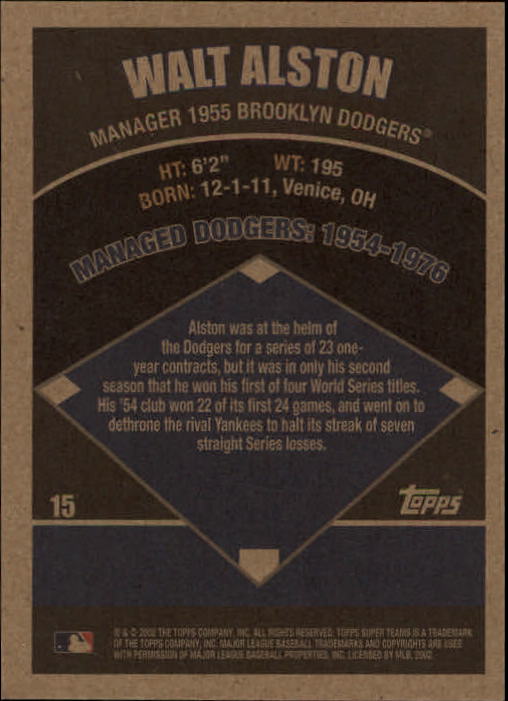 WALT ALSTON
MANAGER 1955 BROOKLYN DODGERS®
HT: 6'2" WT: 195
BORN: 12-1-11, Venice, OH
MANAGED DODGERS: 1954-1976
Alston was at the helm of
the Dodgers for a series of 23 one-
year contracts, but it was in only his second
season that he won his first of four World Series titles.
His '54 club won 22 of its first 24 games, and went on to
dethrone the rival Yankees to halt its streak of seven
straight Series losses.
15
TOPPS
® & © 2002 THE TOPPS COMPANY, INC. ALL RIGHTS RESERVED. TOPPS SUPER TEAMS IS A TRADEMARK
OF THE TOPPS COMPANY, INC. MAJOR LEAGUE BASEBALL TRADEMARKS AND COPYRIGHTS ARE USED
WITH PERMISSION OF MAJOR LEAGUE BASEBALL PROPERTIES, INC. LICENSED BY MLB, 2002.